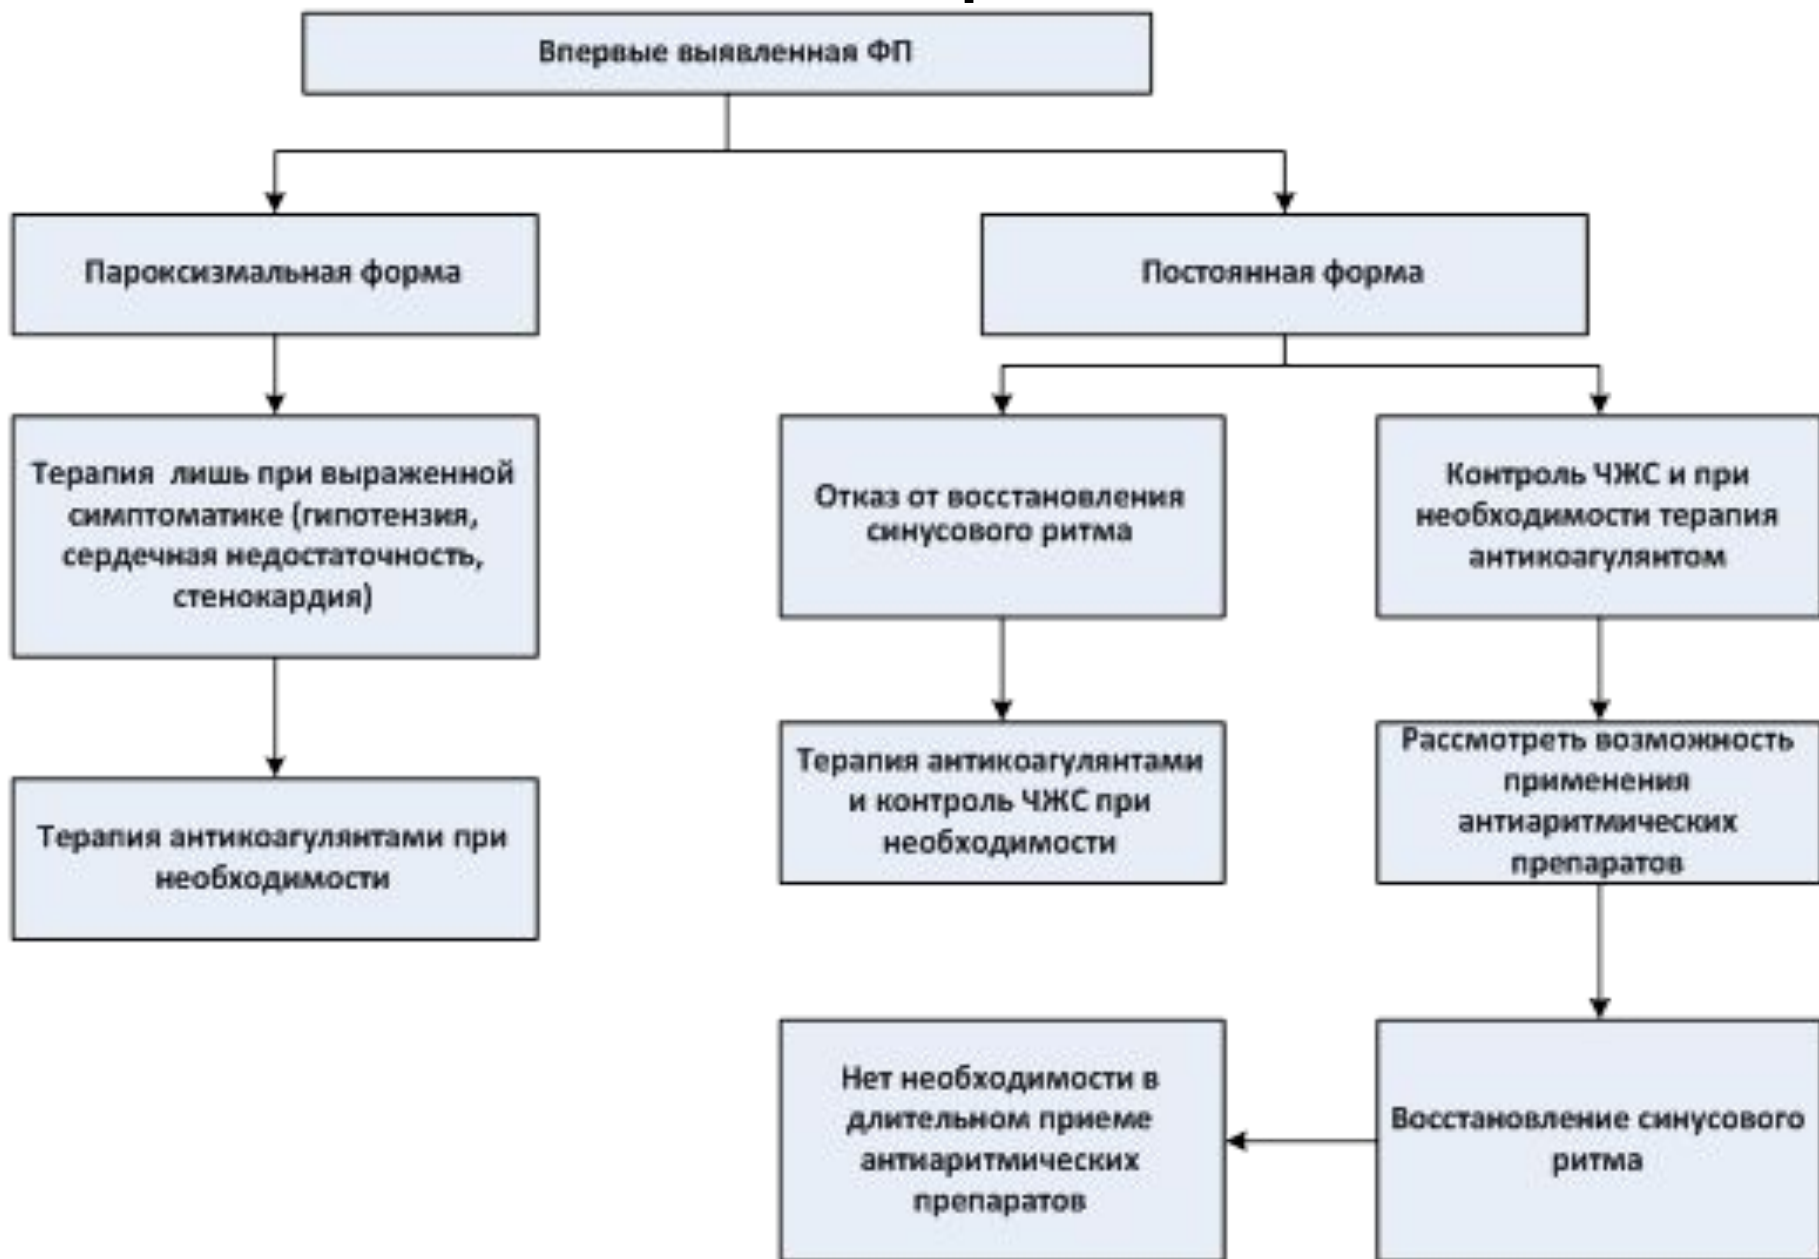 Впервые выявленная ФП
Пароксизмальная форма
Постоянная форма
Терапия лишь при выраженной
симптоматике (гипотензия,
сердечная недостаточность,
стенокардия)
Отказ от восстановления
синусового ритма
Контроль ЧЖС и при
необходимости терапия
антикоагулянтом
Терапия антикоагулянтами при
необходимости
Терапия антикоагулянтами
и контроль ЧЖС при
необходимости
Рассмотреть возможность
применения
антиаритмических
препаратов
Нет необходимости в
длительном приеме
антиаритмических
препаратов
Восстановление синусового
ритма